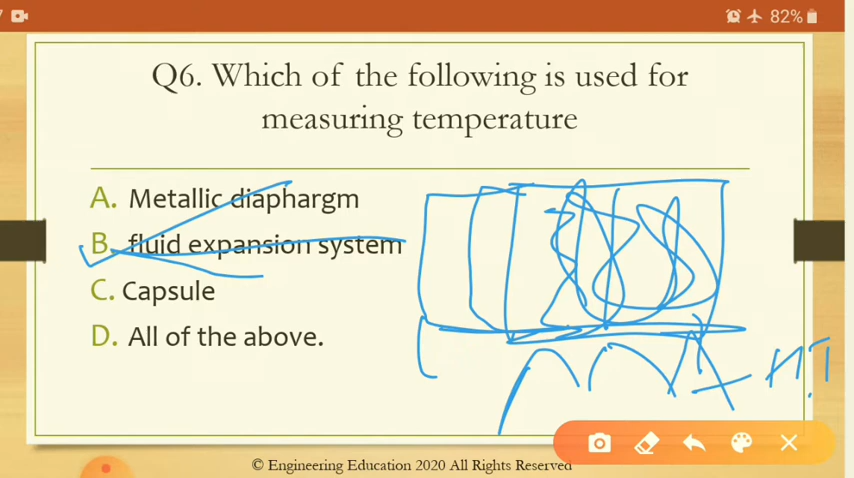 82%
Q6. Which of the following is used for
measuring temperature
A. Metallic diaphargm
B. fluid expansion system
C. Capsule
D. All of the above.
© Engineering Education 2020 All Rights Reserved